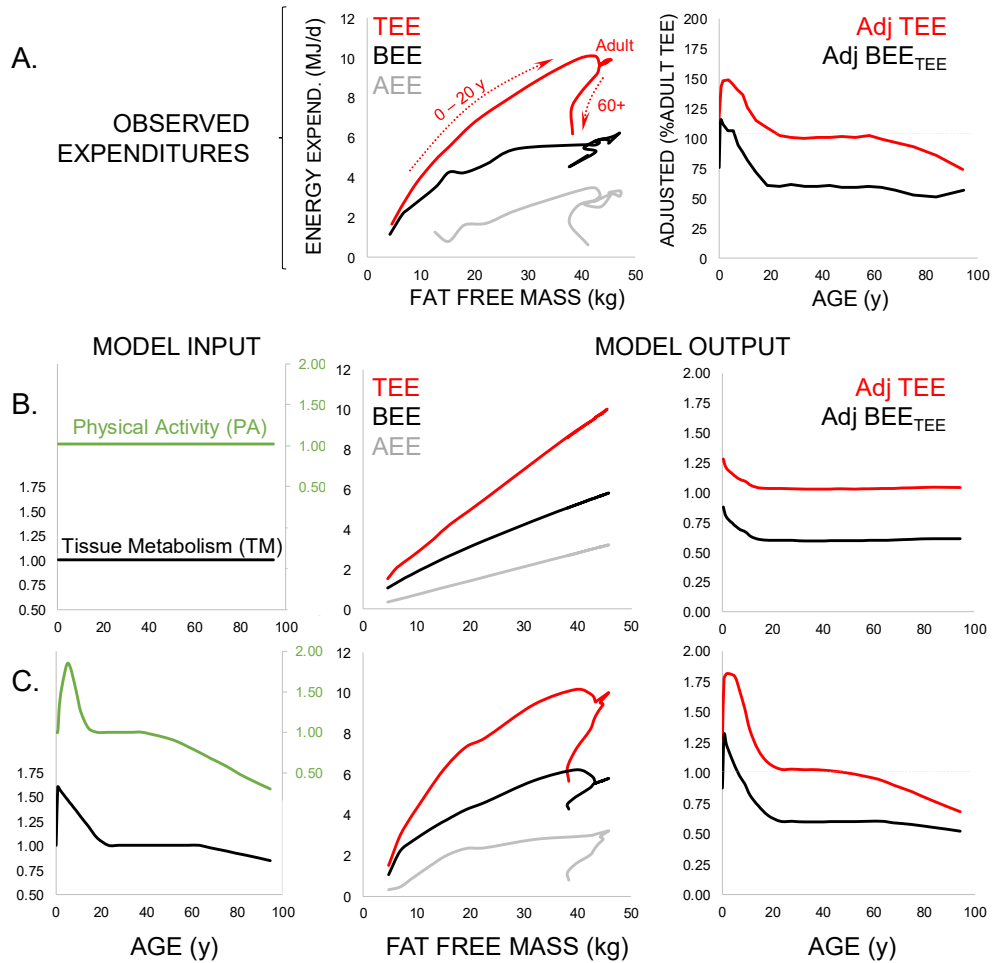 A.
OBSERVED
EXPENDITURES
ENERGY EXPEND. (MJ/d)
12
10
8
6
4
2
0
TEE
BEE
AEE
0 – 20 y
Adult
60+
0 10 20 30 40 50
FAT FREE MASS (kg)
ADJUSTED (%ADULT TEE)
200
175
150
125
100
75
50
25
0
Adj TEE
Adj BEETEE
0 20 40 60 80 100
AGE (y)
MODEL INPUT
MODEL OUTPUT
B.
2.00
1.50
1.00
0.50
Physical Activity (PA)
1.75
1.50
1.25
1.00
0.75
0.50
Tissue Metabolism (TM)
0 20 40 60 80 100
12
10
8
6
4
2
0
TEE
BEE
AEE
0 10 20 30 40 50
2.00
1.75
1.50
1.25
1.00
0.75
0.50
0.25
0.00
Adj TEE
Adj BEETEE
0 20 40 60 80 100
C.
2.00
1.50
1.00
0.50
1.75
1.50
1.25
1.00
0.75
0.50
0 20 40 60 80 100
AGE (y)
12
10
8
6
4
2
0
0 10 20 30 40 50
FAT FREE MASS (kg)
2.00
1.75
1.50
1.25
1.00
0.75
0.50
0.25
0.00
0 20 40 60 80 100
AGE (y)